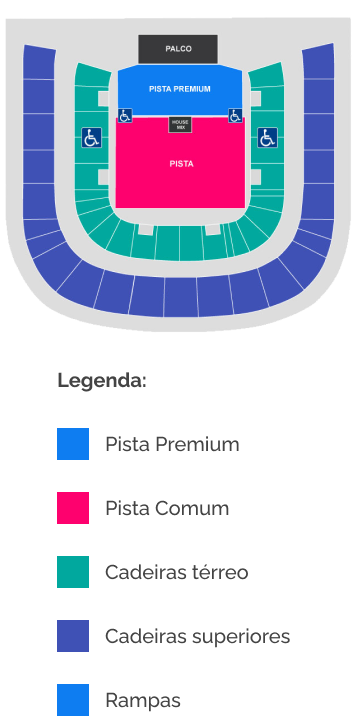 PALCO
PISTA PREMIUM
HOUSE
MIX
PISTA
Legenda:
Pista Premium
Pista Comum
Cadeiras térreo
Cadeiras superiores
Rampas